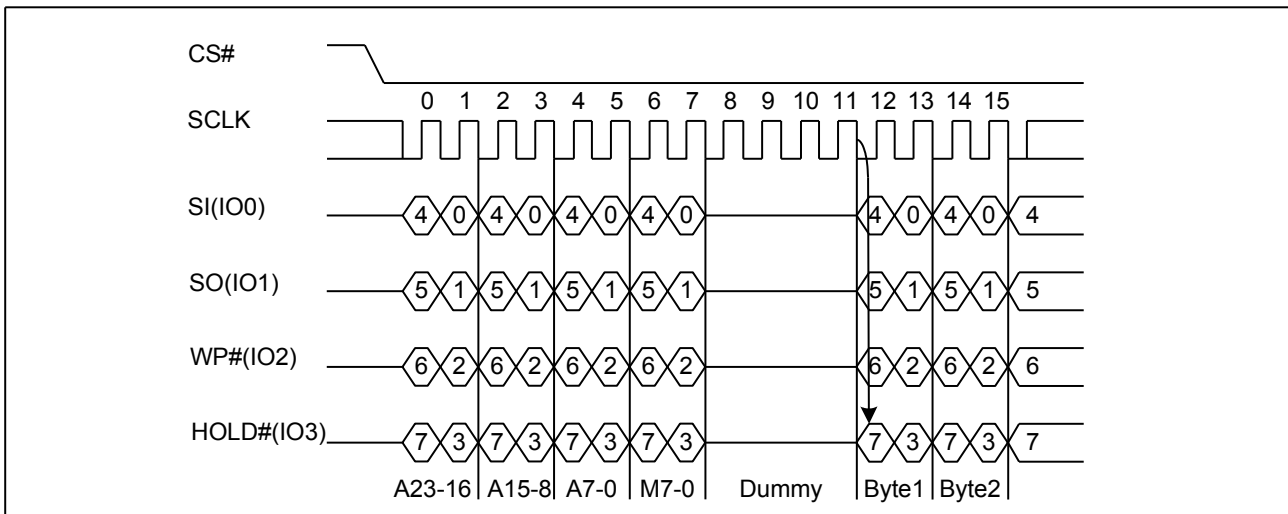 CS#
0 1 2 3 4 5 6 7 8 9 10 11 12 13 14 15
SCLK
SI(IO0) 4 0 4 0 4 0 4 0 4 0 4 0 4
SO(IO1) 5 1 5 1 5 1 5 1 5 1 5 1 5
WP#(IO2) 6 2 6 2 6 2 6 2 6 2 6 2 6
HOLD#(IO3) 7 3 7 3 7 3 7 3 7 3 7 3 7
A23-16 A15-8 A7-0 M7-0 Dummy Byte1 Byte2